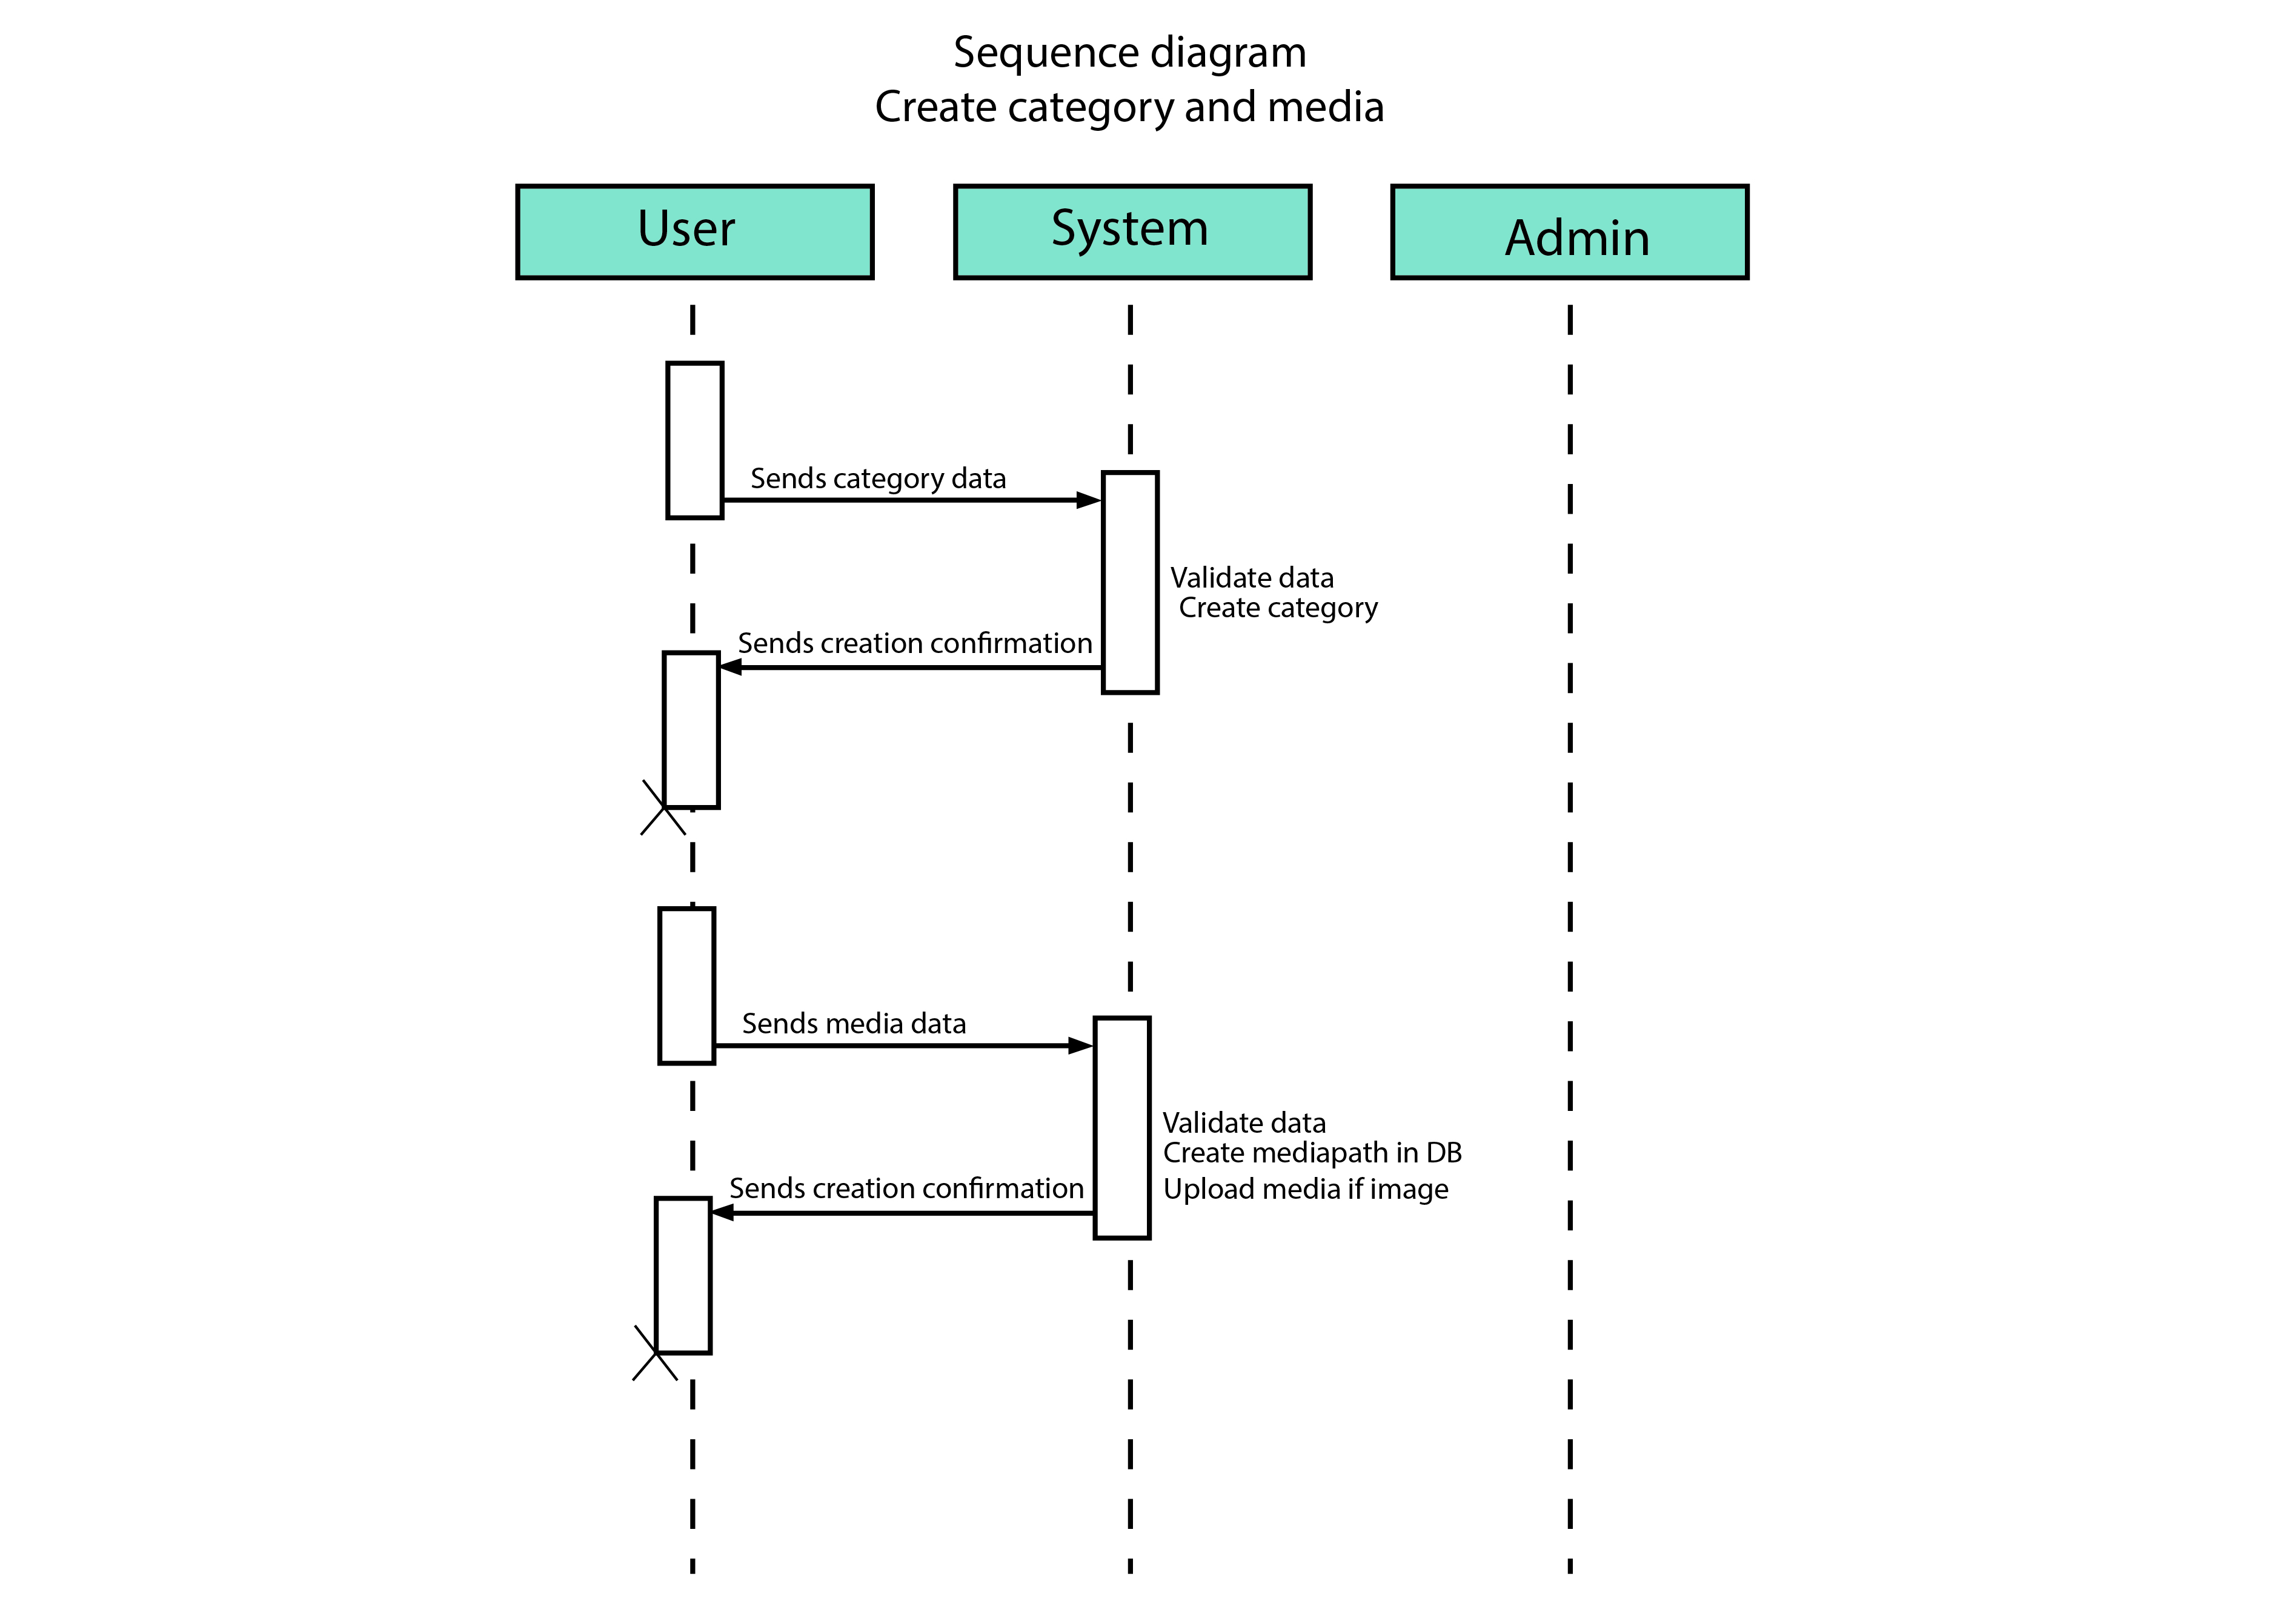 Sequence diagram
Create category and media
User
System
Admin
Sends category data
Validate data
Create category
Sends creation confirmation
Sends media data
Validate data
Create mediapath in DB
Upload media if image
Sends creation confirmation